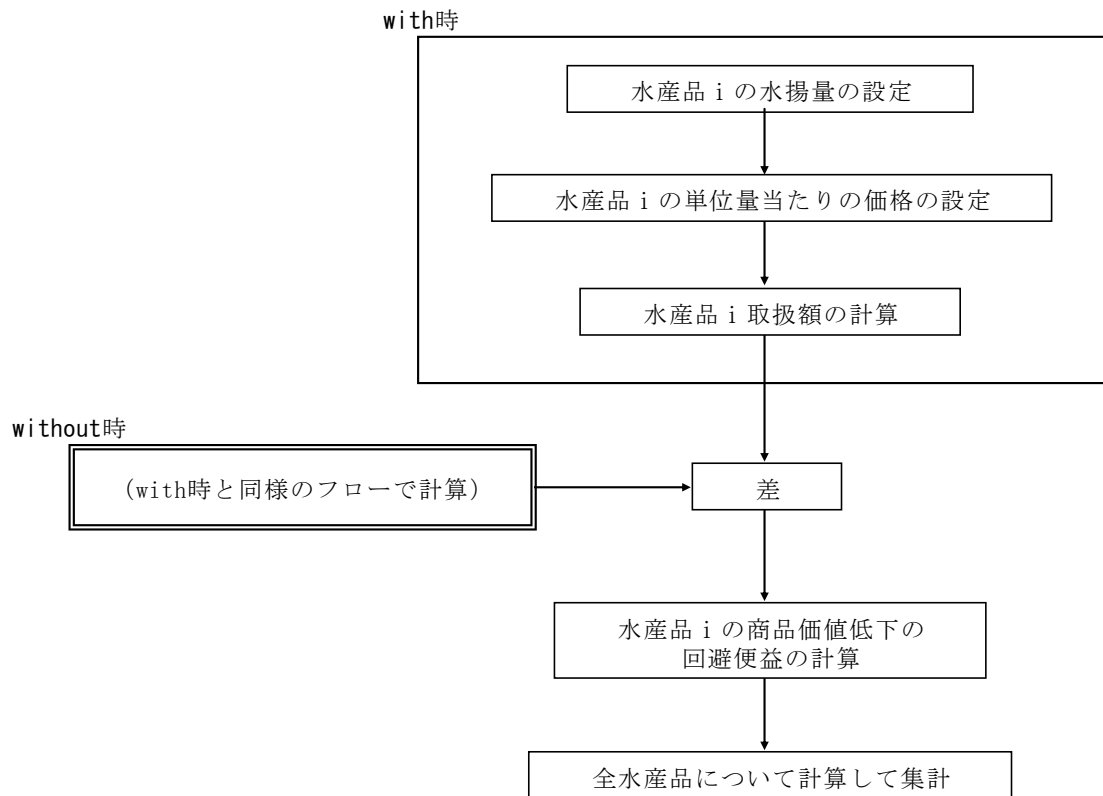 with時
水産品ｉの水揚量の設定
水産品ｉの単位量当たりの価格の設定
水産品ｉ取扱額の計算
without時
（with時と同様のフローで計算）
差
水産品ｉの商品価値低下の
回避便益の計算
全水産品について計算して集計